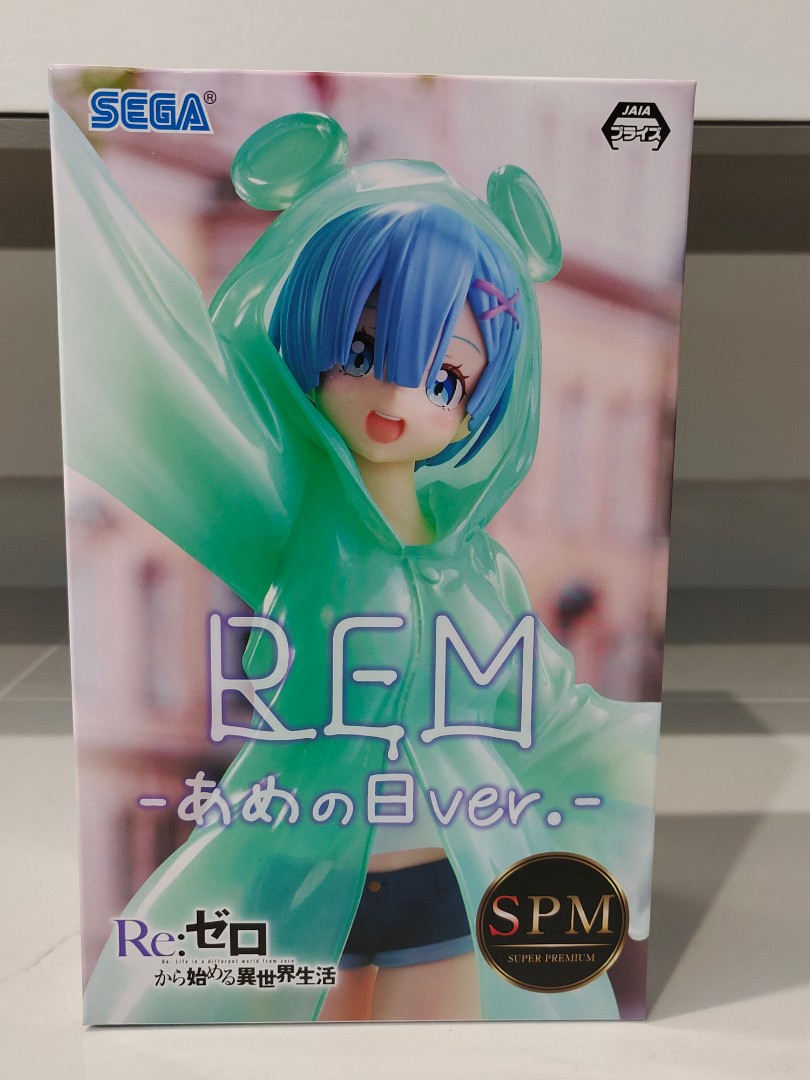 SEGA®
JAIA
プライズ
REM
-あめの日ver.-
Re:ゼロ
Re: Life in a different world from zero
から始める異世界生活
SPM
SUPER PREMIUM